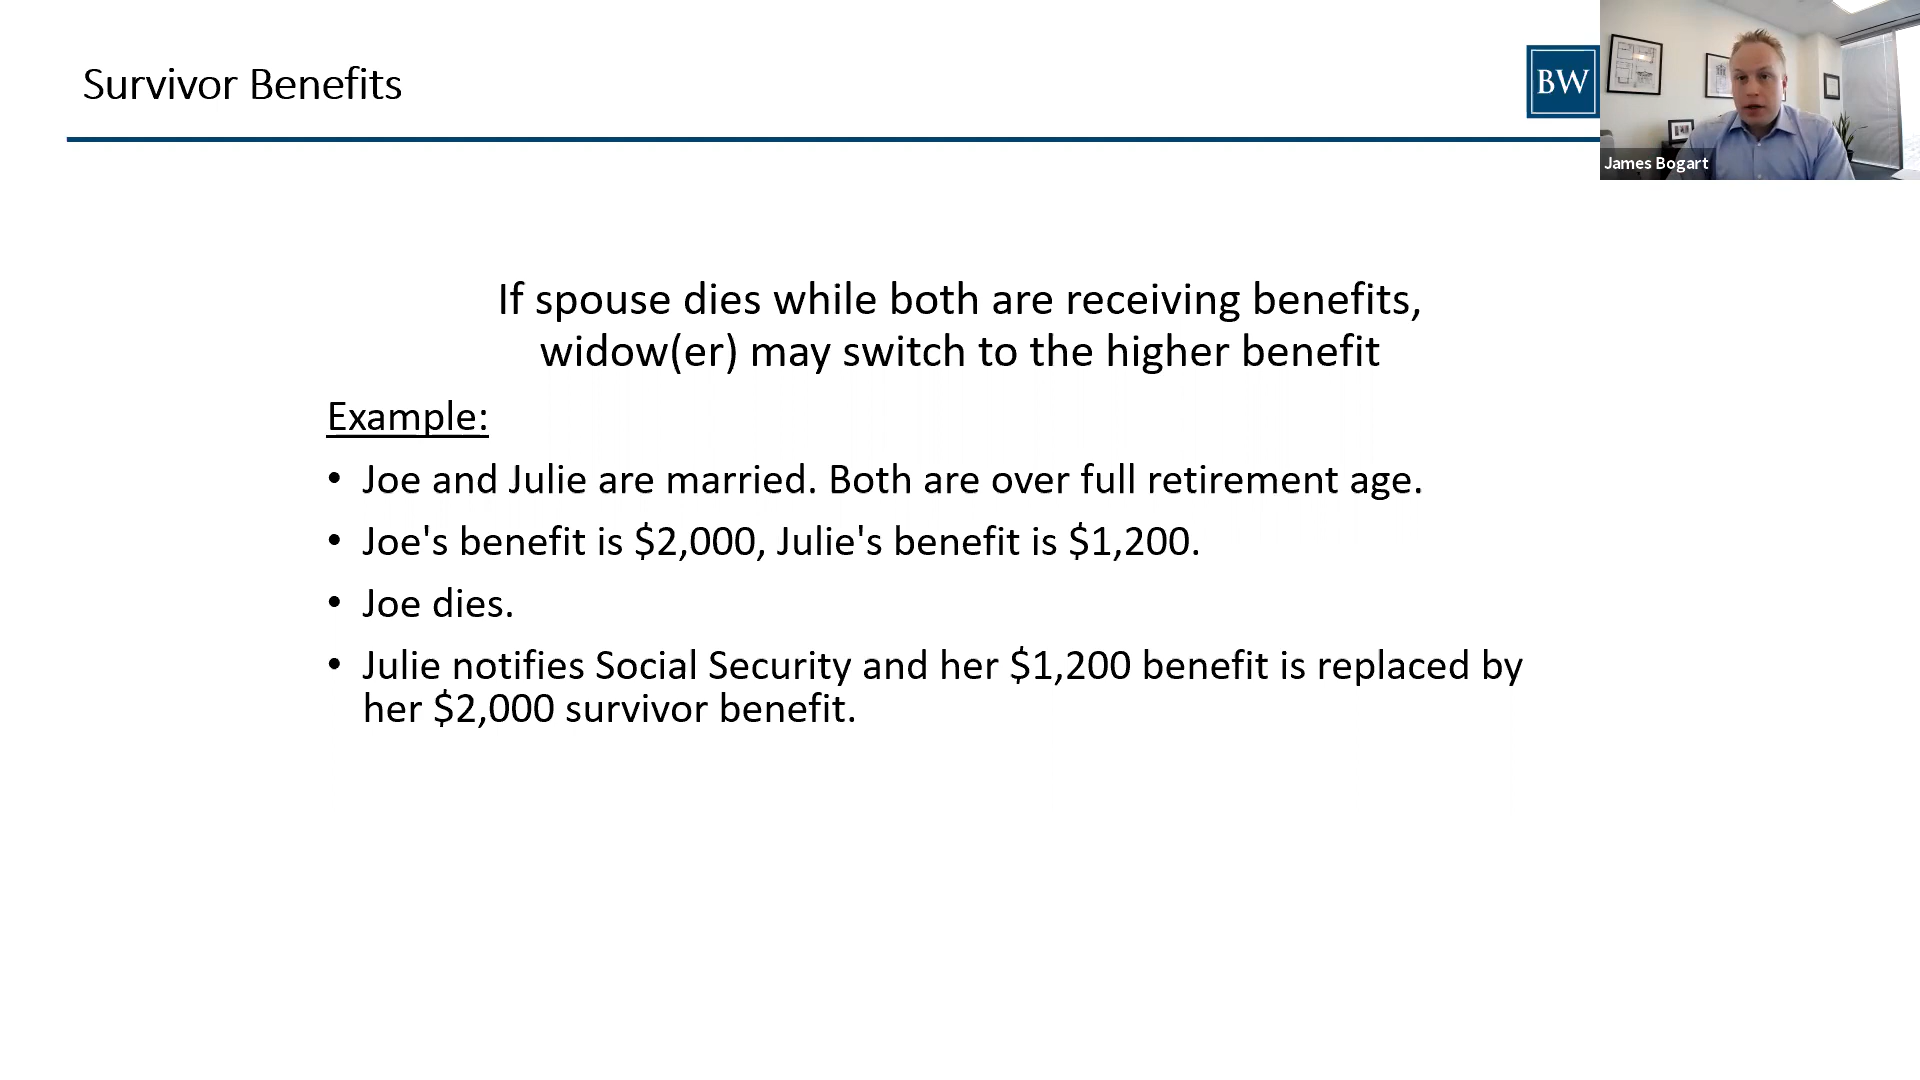 Survivor Benefits
BW
James Bogart
If spouse dies while both are receiving benefits,
widow(er) may switch to the higher benefit
Example:
• Joe and Julie are married. Both are over full retirement age.
• Joe's benefit is $2,000, Julie's benefit is $1,200.
• Joe dies.
• Julie notifies Social Security and her $1,200 benefit is replaced by
her $2,000 survivor benefit.